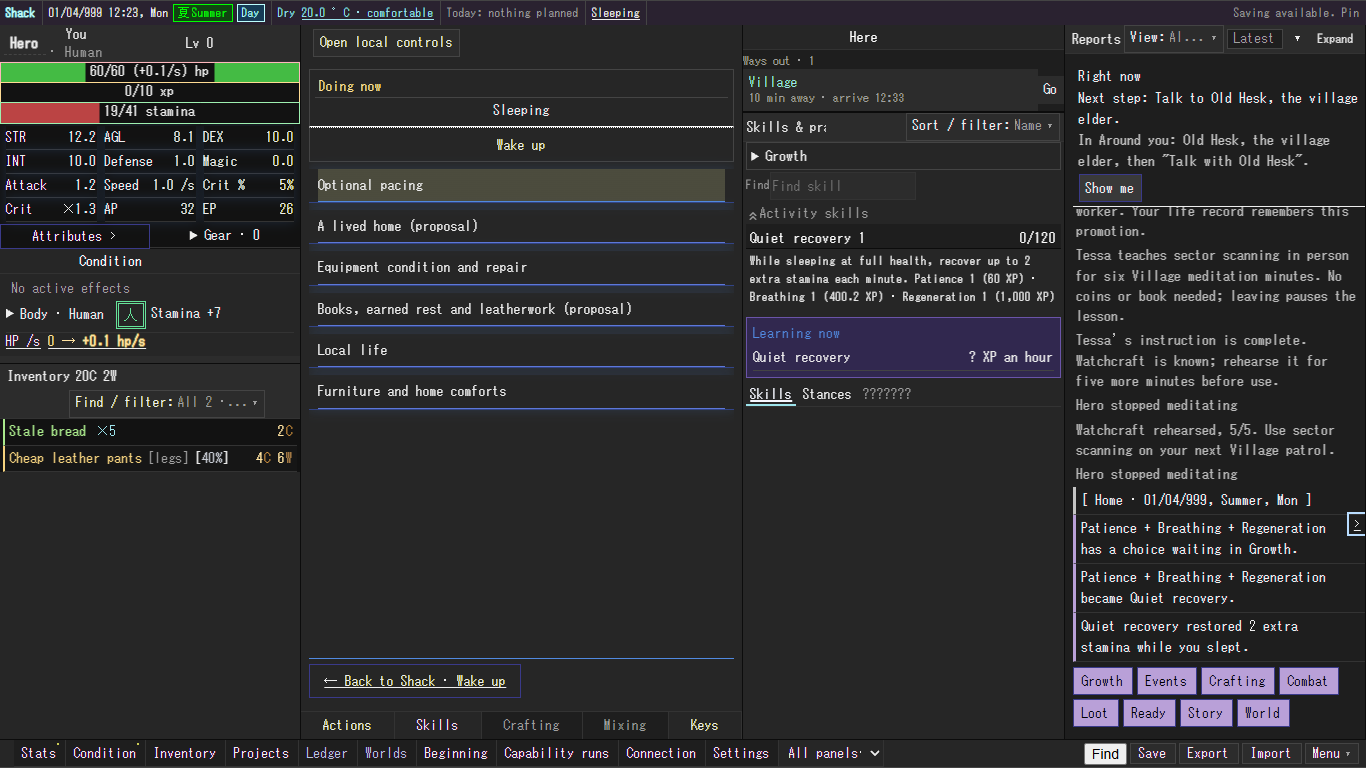 Shack 01/04/999 12:23, Mon 夏Summer Day Dry 20.0 ° C · comfortable Today: nothing planned Sleeping Saving available. Pin
Hero · You Human Lv 0
60/60 (+0.1/s) hp
0/10 xp
19/41 stamina
STR 12.2 AGL 8.1 DEX 10.0
INT 10.0 Defense 1.0 Magic 0.0
Attack 1.2 Speed 1.0 /s Crit % 5%
Crit ×1.3 AP 32 EP 26
Attributes > ▶ Gear · 0
Condition
No active effects
▶ Body · Human 人 Stamina +7
HP /s 0 → +0.1 hp/s
Inventory 20C 2W
Find / filter: All 2 ·... ▾
Stale bread ×5 2C
Cheap leather pants [legs] [40%] 4C 6W
Open local controls
Doing now
Sleeping
Wake up
Optional pacing
A lived home (proposal)
Equipment condition and repair
Books, earned rest and leatherwork (proposal)
Local life
Furniture and home comforts
← Back to Shack · Wake up
Actions Skills Crafting Mixing Keys
Here
Ways out · 1
Village
10 min away · arrive 12:33
Go
Skills & pra
Sort / filter: Name ▾
▶ Growth
Find Find skill
Activity skills
Quiet recovery 1 0/120
While sleeping at full health, recover up to 2
extra stamina each minute. Patience 1 (60 XP) ·
Breathing 1 (400.2 XP) · Regeneration 1 (1,000 XP)
Learning now
Quiet recovery ? XP an hour
Skills Stances ???????
Reports View: Al... ▾ Latest ▾ Expand
Right now
Next step: Talk to Old Hesk, the village
elder.
In Around you: Old Hesk, the village
elder, then "Talk with Old Hesk".
Show me
worker. Your life record remembers this
promotion.
Tessa teaches sector scanning in person
for six Village meditation minutes. No
coins or book needed; leaving pauses the
lesson.
Tessa's instruction is complete.
Watchcraft is known; rehearse it for
five more minutes before use.
Hero stopped meditating
Watchcraft rehearsed, 5/5. Use sector
scanning on your next Village patrol.
Hero stopped meditating
[ Home · 01/04/999, Summer, Mon ]
Patience + Breathing + Regeneration
has a choice waiting in Growth.
Patience + Breathing + Regeneration
became Quiet recovery.
Quiet recovery restored 2 extra
stamina while you slept.
>
Growth Events Crafting Combat
Loot Ready Story World
Stats Condition Inventory Projects Ledger Worlds Beginning Capability runs Connection Settings All panels Find Save Export Import Menu ▾